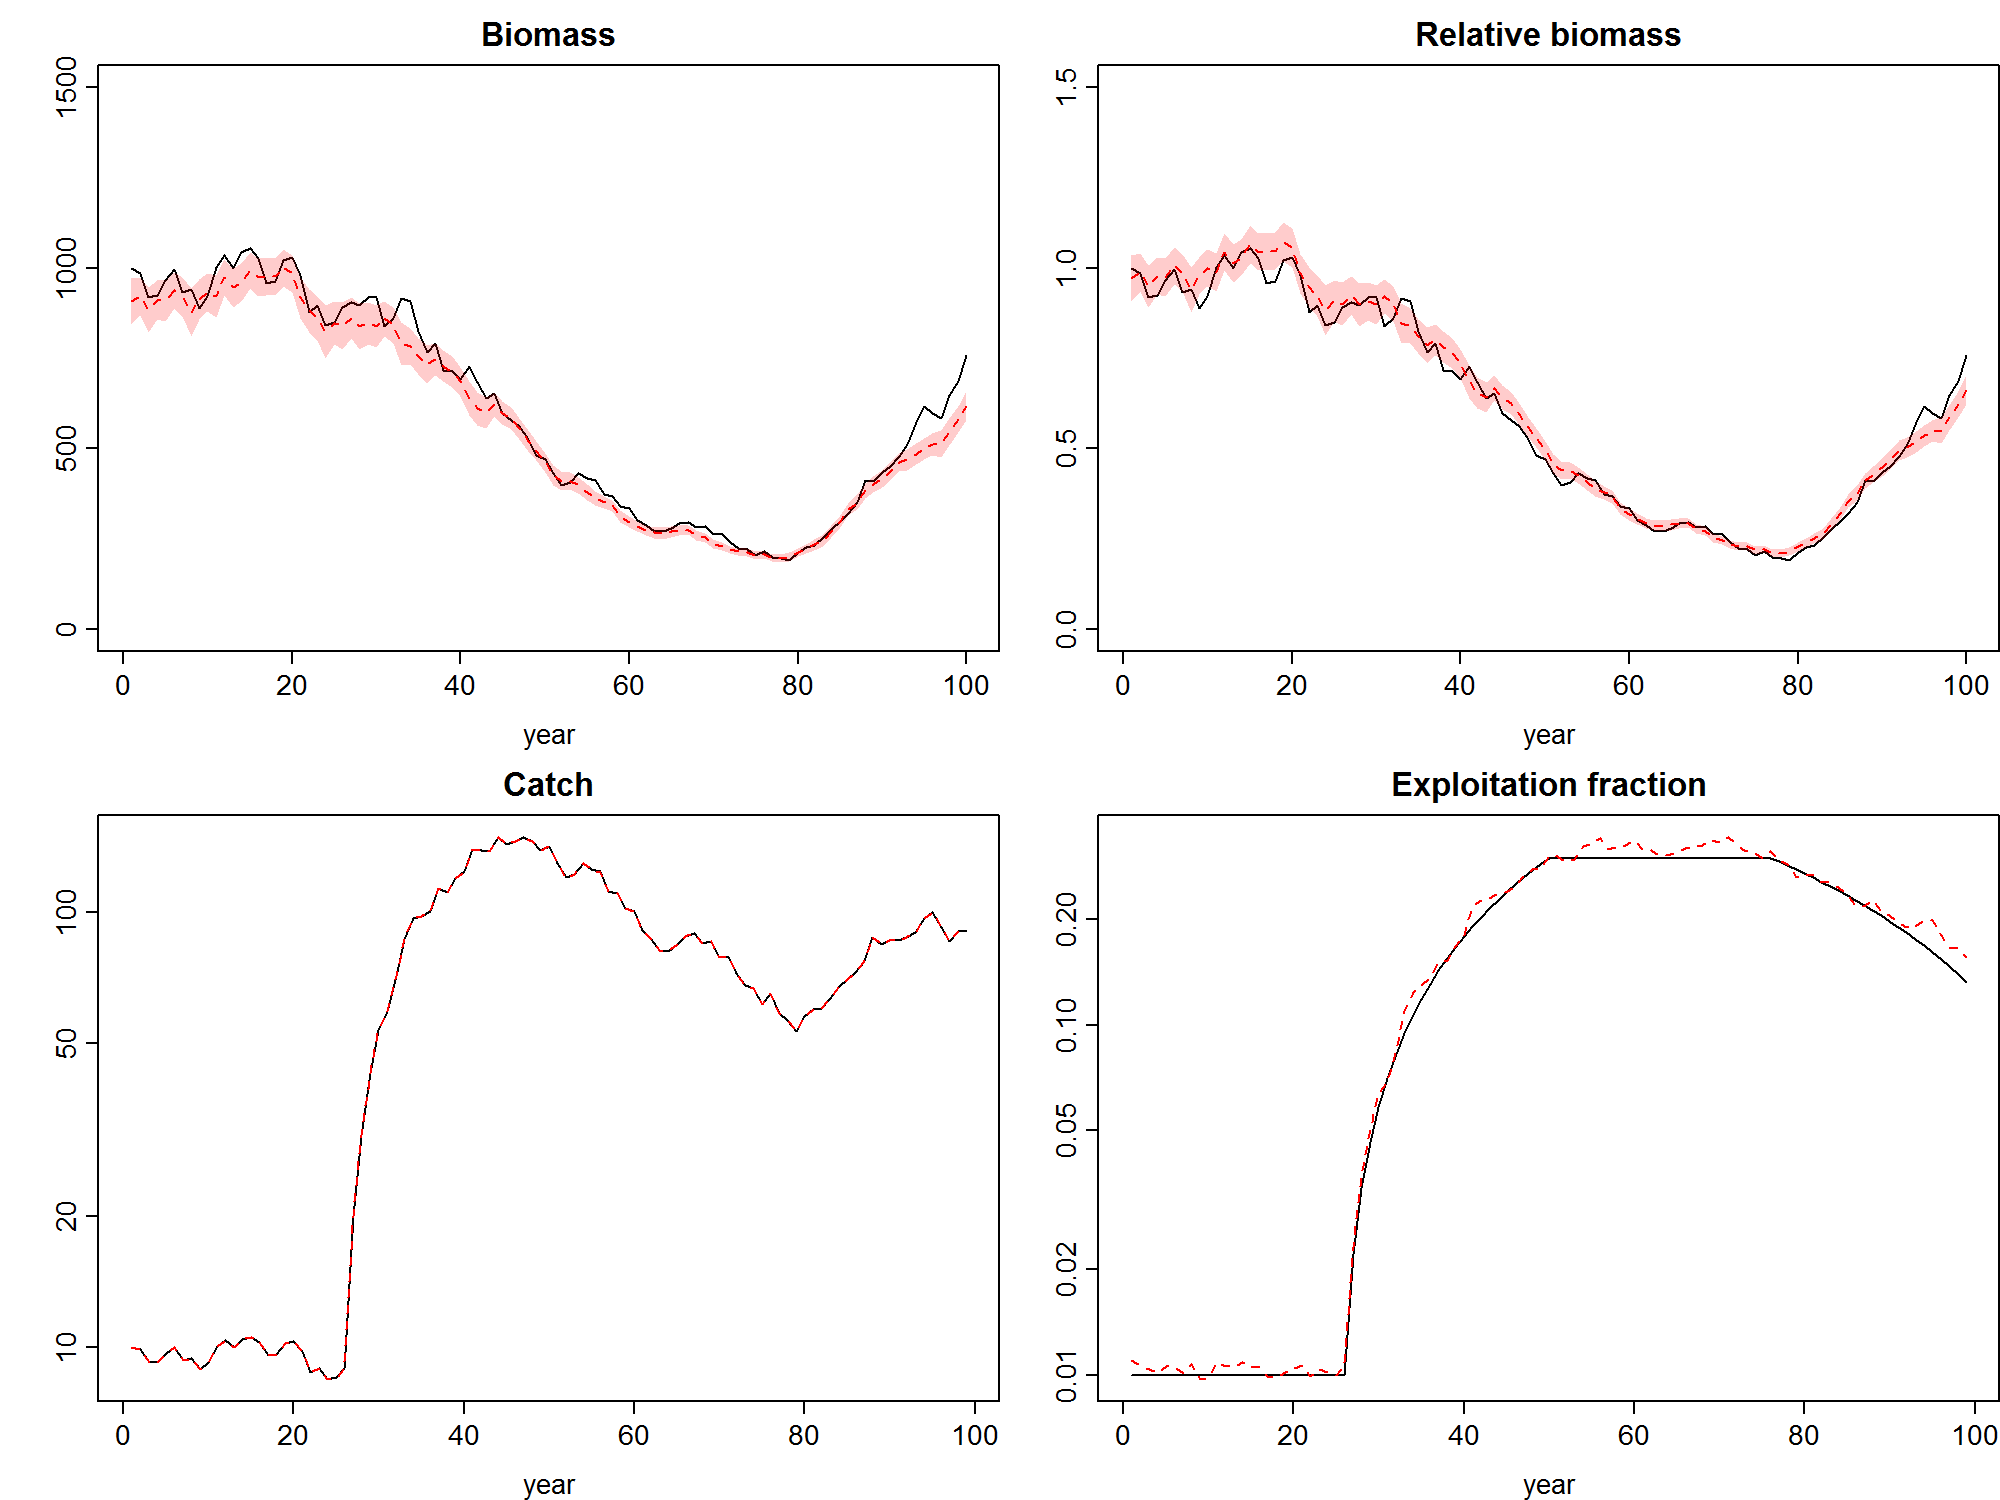 Biomass
1500
1000
500
0
0 20 40 60 80 100
year
Relative biomass
1.5
1.0
0.5
0.0
0 20 40 60 80 100
year
Catch
100
50
20
10
0 20 40 60 80 100
year
Exploitation fraction
0.20
0.10
0.05
0.02
0.01
0 20 40 60 80 100
year